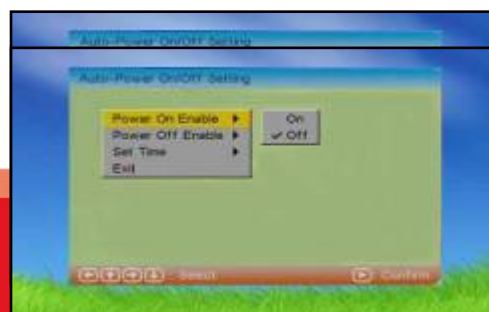 Auto-Power On/Off Setting
Auto-Power On/Off Setting
Power On Enable On
Power Off Enable Off
Set Time
Exit
Select Confirm